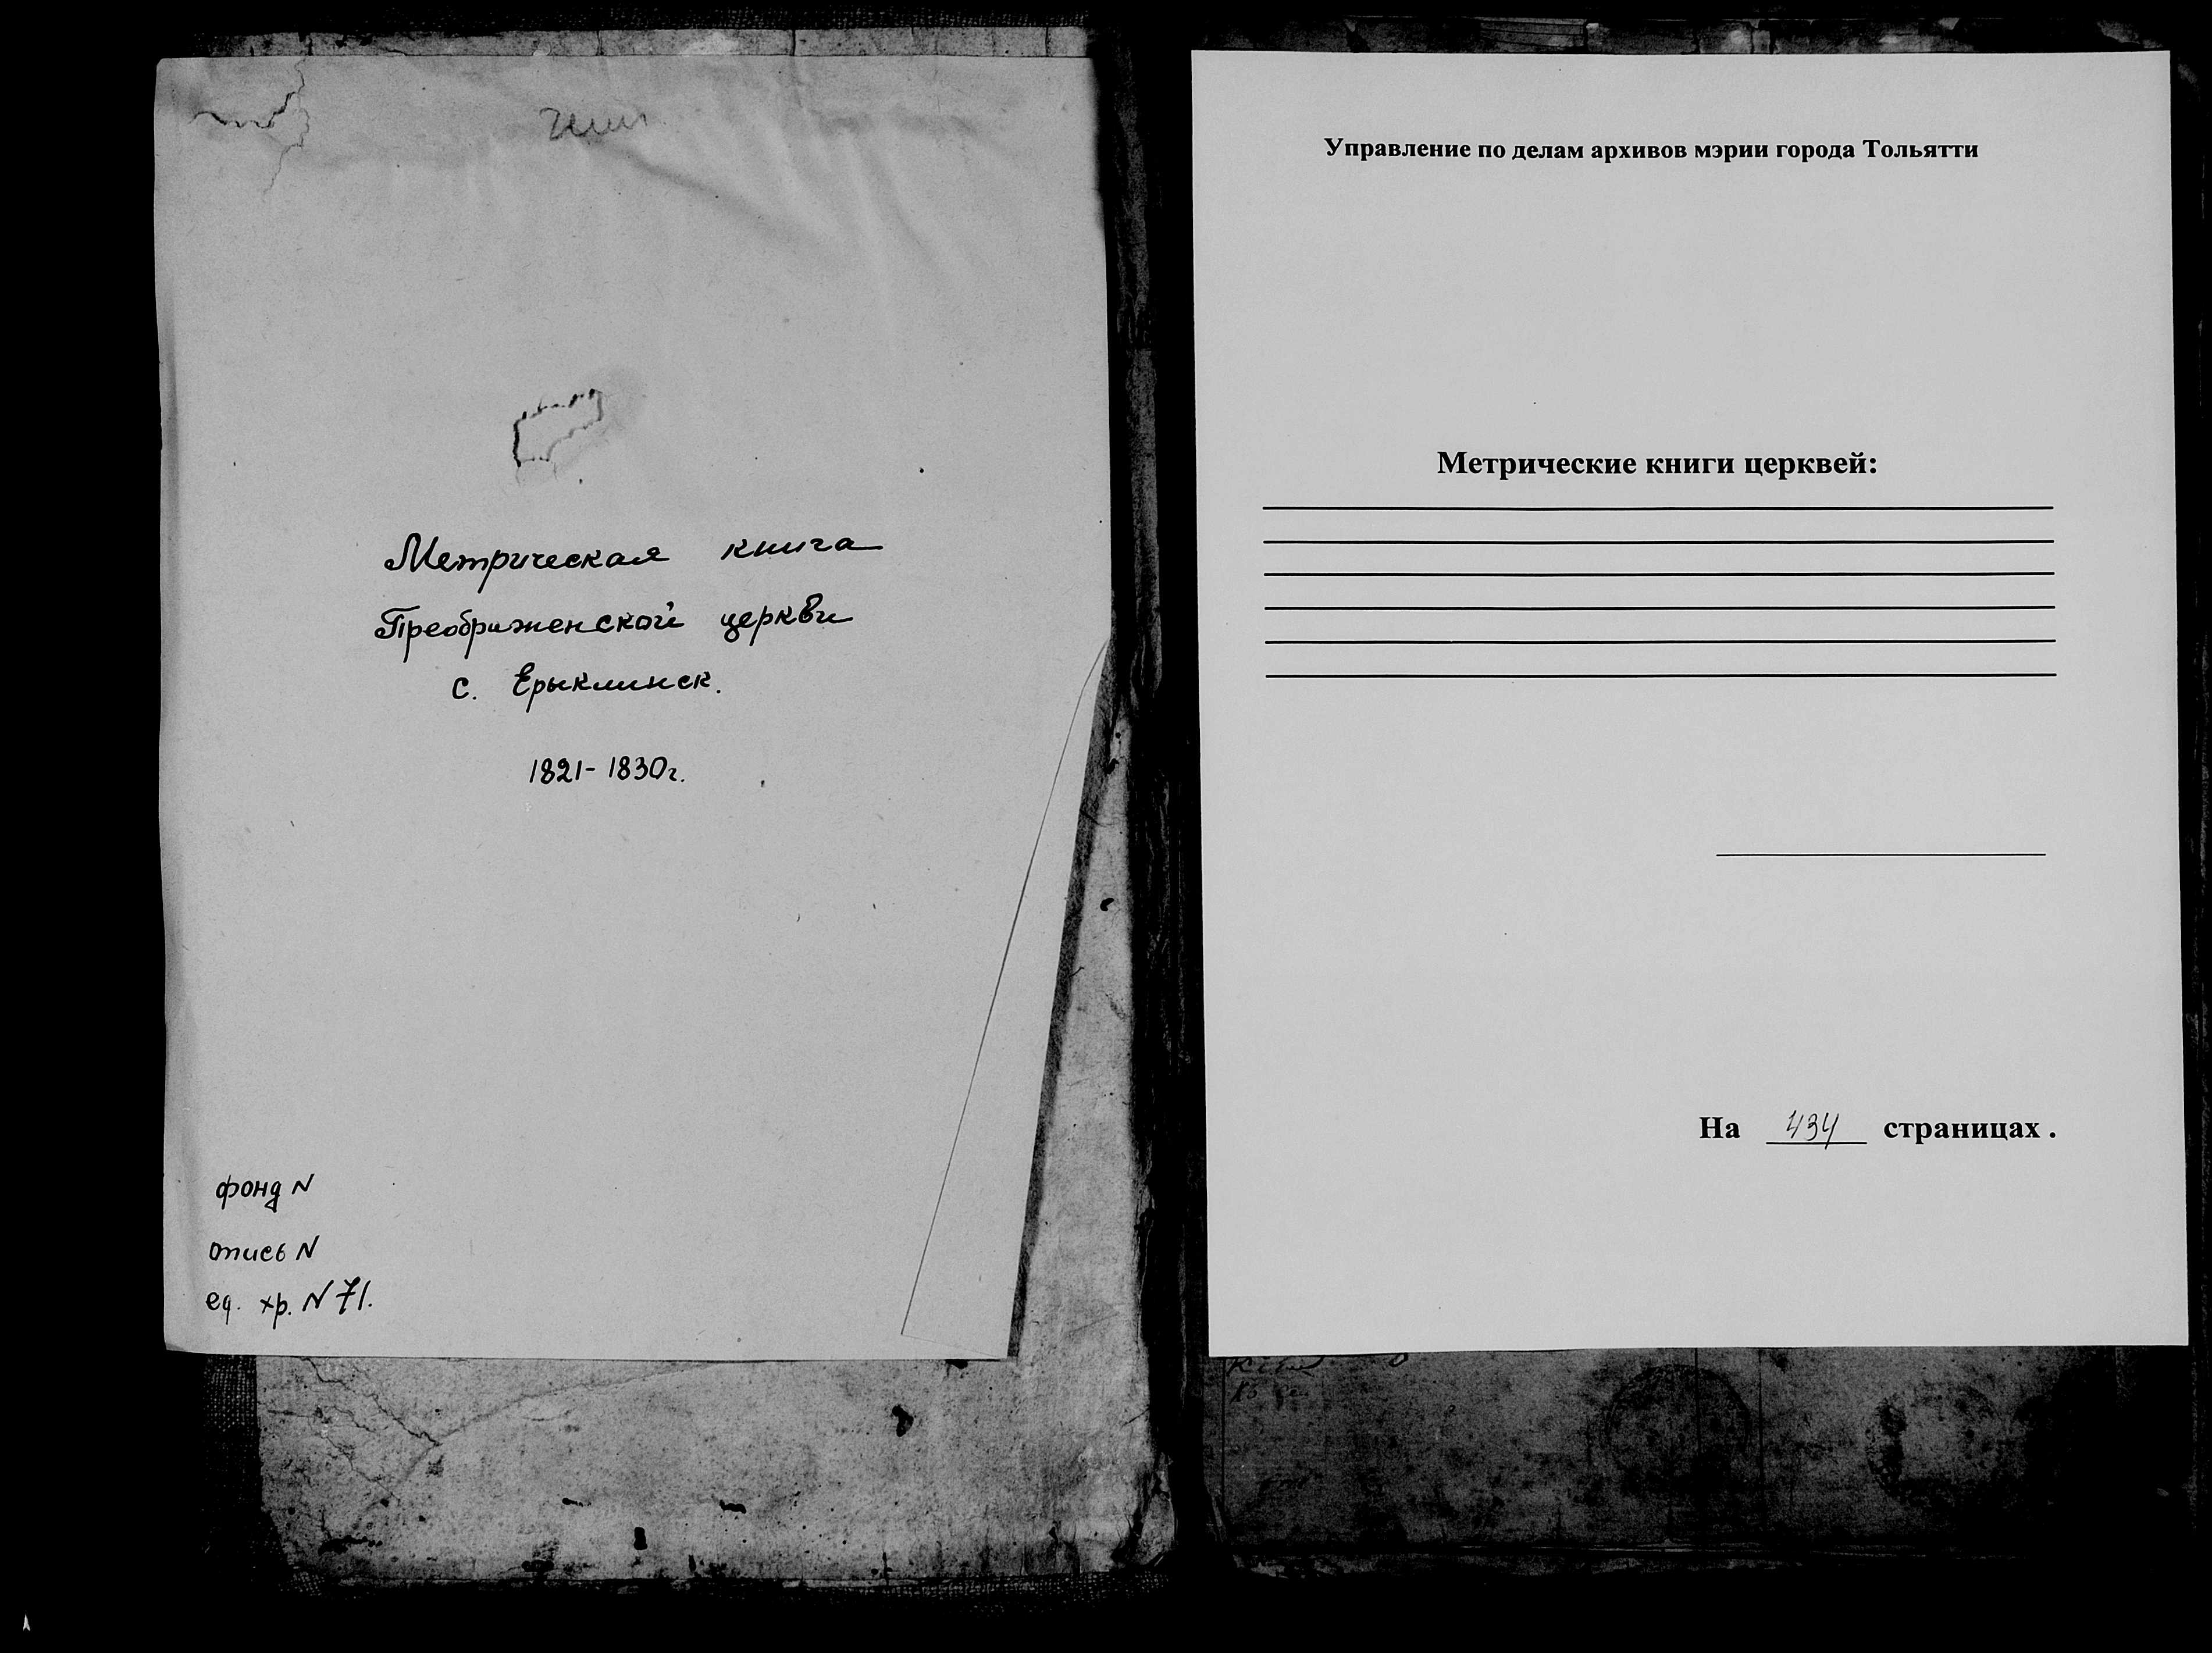 Метрическая книга
Преображенской церкви
с. Ерыклинск.
1821-1830г.
фонд N
опись N
ед. хр. N 71.
Управление по делам архивов мэрии города Тольятти
Метрические книги церквей:
На 434 страницах .